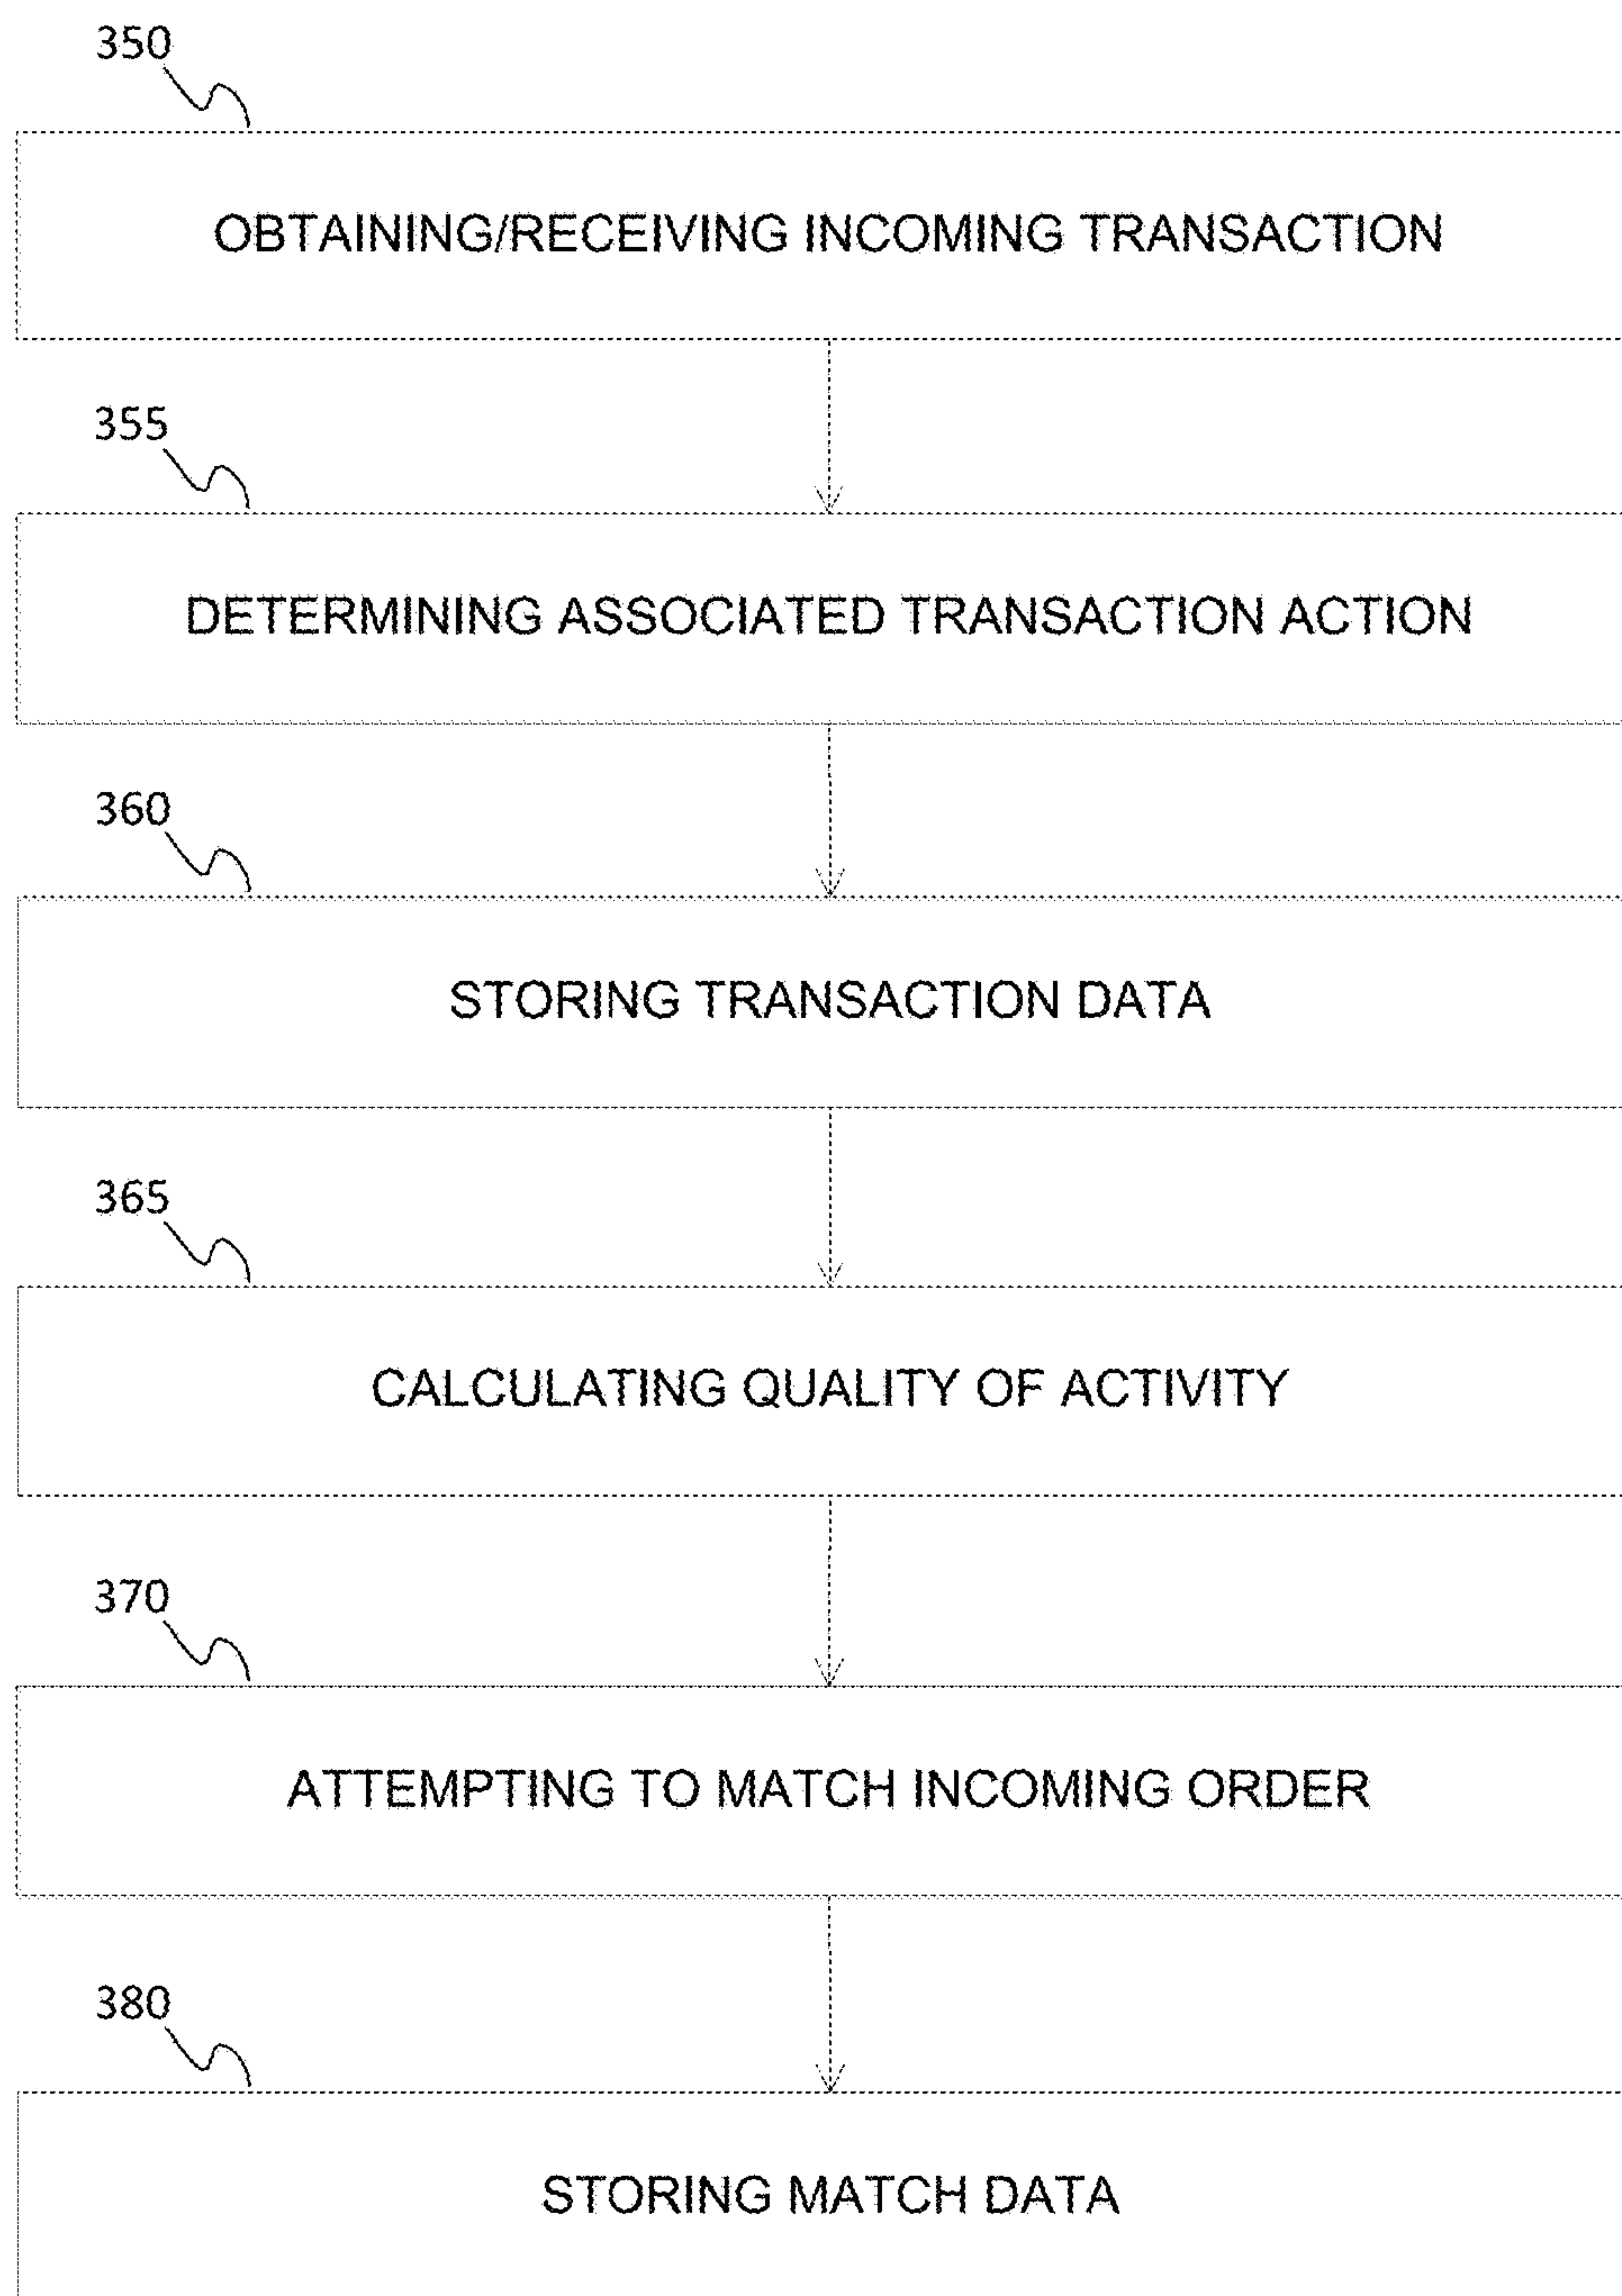 350
OBTAINING/RECEIVING INCOMING TRANSACTION
355
DETERMINING ASSOCIATED TRANSACTION ACTION
360
STORING TRANSACTION DATA
365
CALCULATING QUALITY OF ACTIVITY
370
ATTEMPTING TO MATCH INCOMING ORDER
380
STORING MATCH DATA